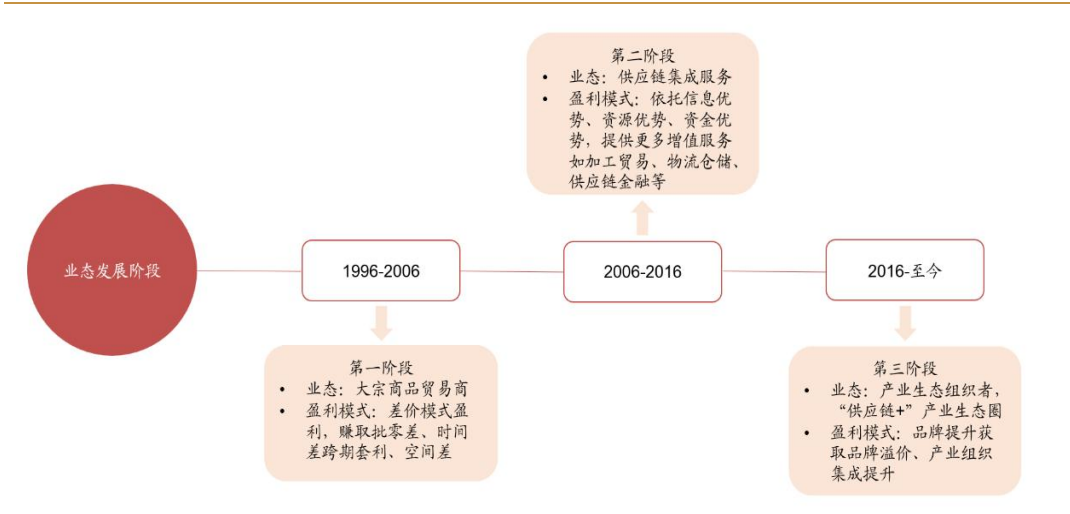 第二阶段
• 业态：供应链集成服务
• 盈利模式：依托信息优
势、资源优势、资金优
势，提供更多增值服务
如加工贸易、物流仓储、
供应链金融等
业态发展阶段
1996-2006
2006-2016
2016-至今
第一阶段
• 业态：大宗商品贸易商
• 盈利模式：差价模式盈
利，赚取批零差、时间
差跨期套利、空间差
第三阶段
• 业态：产业生态组织者，
“供应链+”产业生态圈
• 盈利模式：品牌提升获
取品牌溢价、产业组织
集成提升